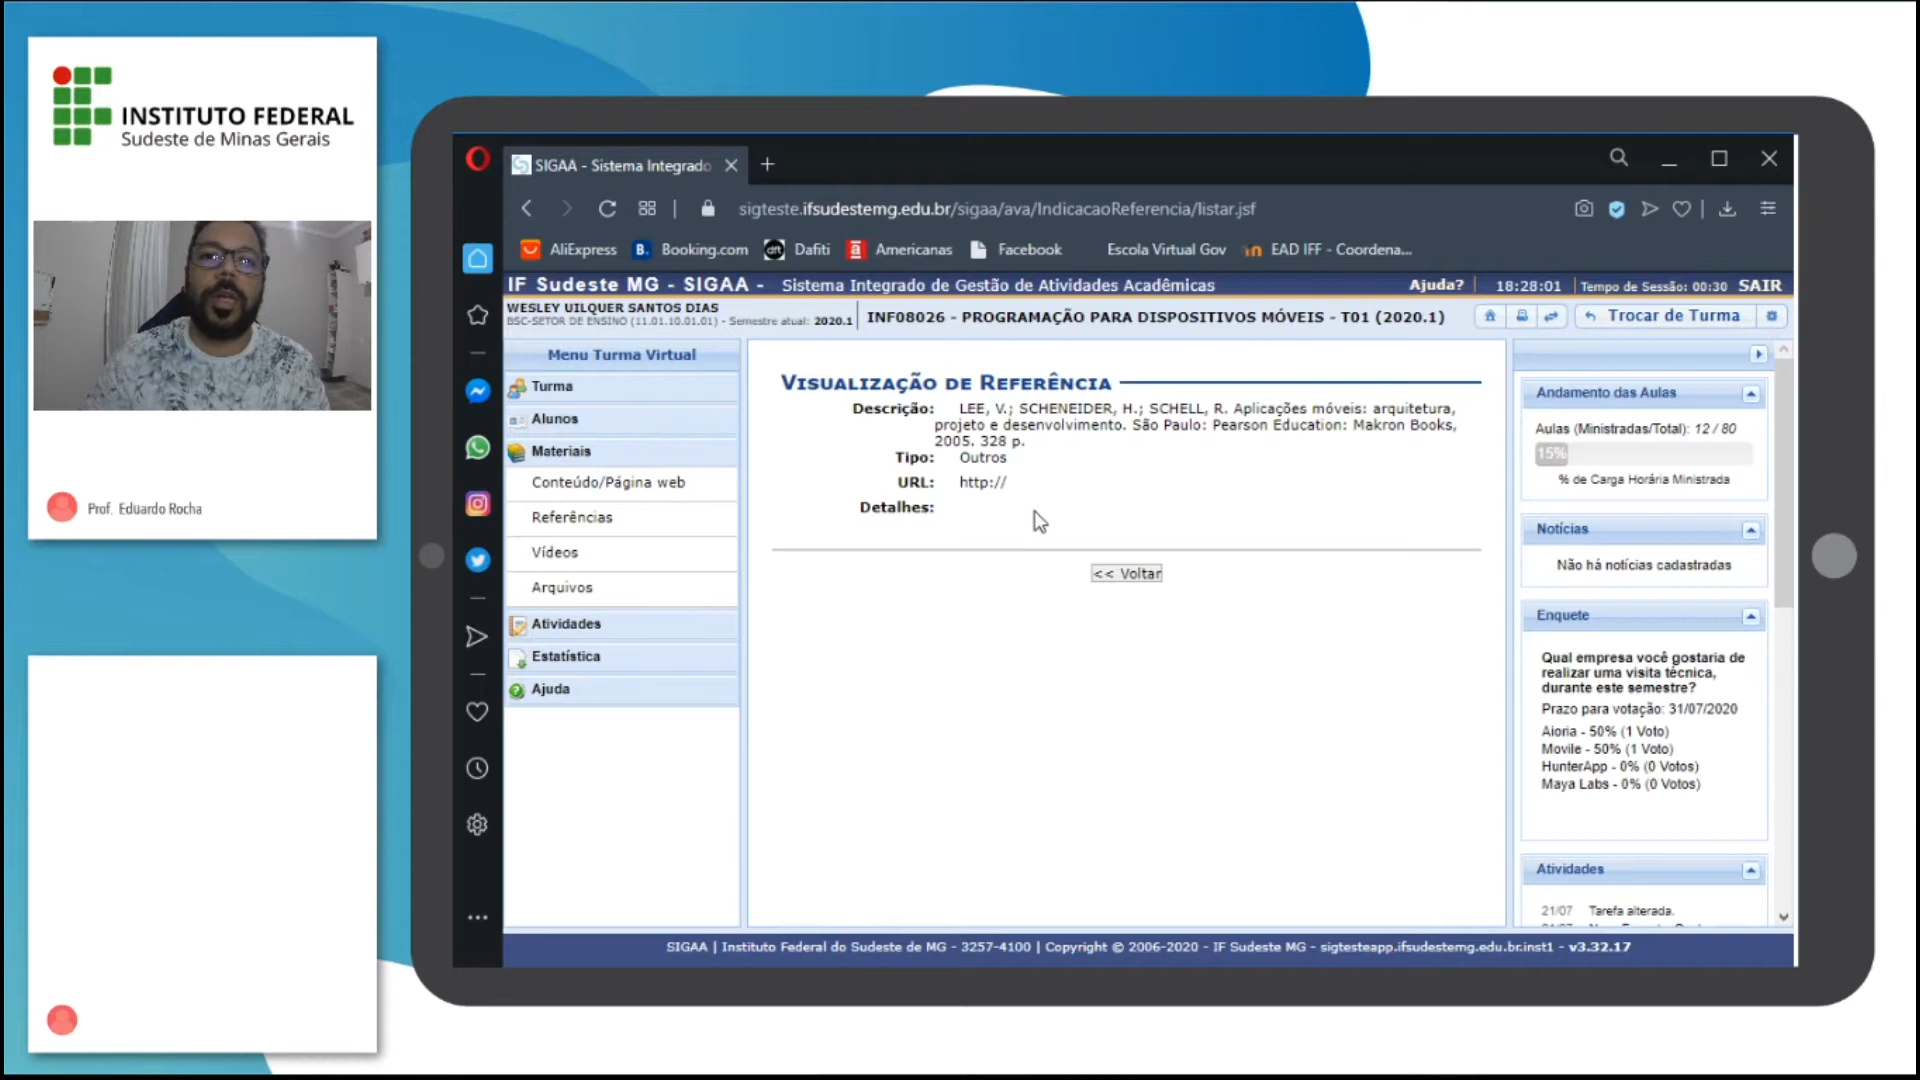 INSTITUTO FEDERAL
Sudeste de Minas Gerais
Prof. Eduardo Rocha
SIGAA - Sistema Integrado
sigteste.ifsudestemg.edu.br/sigaa/ava/IndicacaoReferencia/listar.jsf
AliExpress
B. Booking.com
dft Dafiti
a Americanas
Facebook
Escola Virtual Gov
EAD IFF - Coordena...
IF Sudeste MG - SIGAA - Sistema Integrado de Gestão de Atividades Acadêmicas
Ajuda? 18:28:01 Tempo de Sessão: 00:30 SAIR
WESLEY UILQUER SANTOS DIAS
BSC-SETOR DE ENSINO (11.01.10.01.01) - Semestre atual: 2020.1
INF08026 - PROGRAMAÇÃO PARA DISPOSITIVOS MÓVEIS - T01 (2020.1)
Trocar de Turma
Menu Turma Virtual
Turma
Alunos
Materiais
Conteúdo/Página web
Referências
Vídeos
Arquivos
Atividades
Estatística
Ajuda
VISUALIZAÇÃO DE REFERÊNCIA
Descrição: LEE, V.; SCHENEIDER, H.; SCHELL, R. Aplicações móveis: arquitetura,
projeto e desenvolvimento. São Paulo: Pearson Education: Makron Books,
2005. 328 p.
Tipo: Outros
URL: http://
Detalhes:
<< Voltar
Andamento das Aulas
Aulas (Ministradas/Total): 12 / 80
15%
% de Carga Horária Ministrada
Notícias
Não há notícias cadastradas
Enquete
Qual empresa você gostaria de
realizar uma visita técnica,
durante este semestre?
Prazo para votação: 31/07/2020
Aioria - 50% (1 Voto)
Movile - 50% (1 Voto)
HunterApp - 0% (0 Votos)
Maya Labs - 0% (0 Votos)
Atividades
21/07 Tarefa alterada.
SIGAA | Instituto Federal do Sudeste de MG - 3257-4100 | Copyright © 2006-2020 - IF Sudeste MG - sigtesteapp.ifsudestemg.edu.br.inst1 - v3.32.17